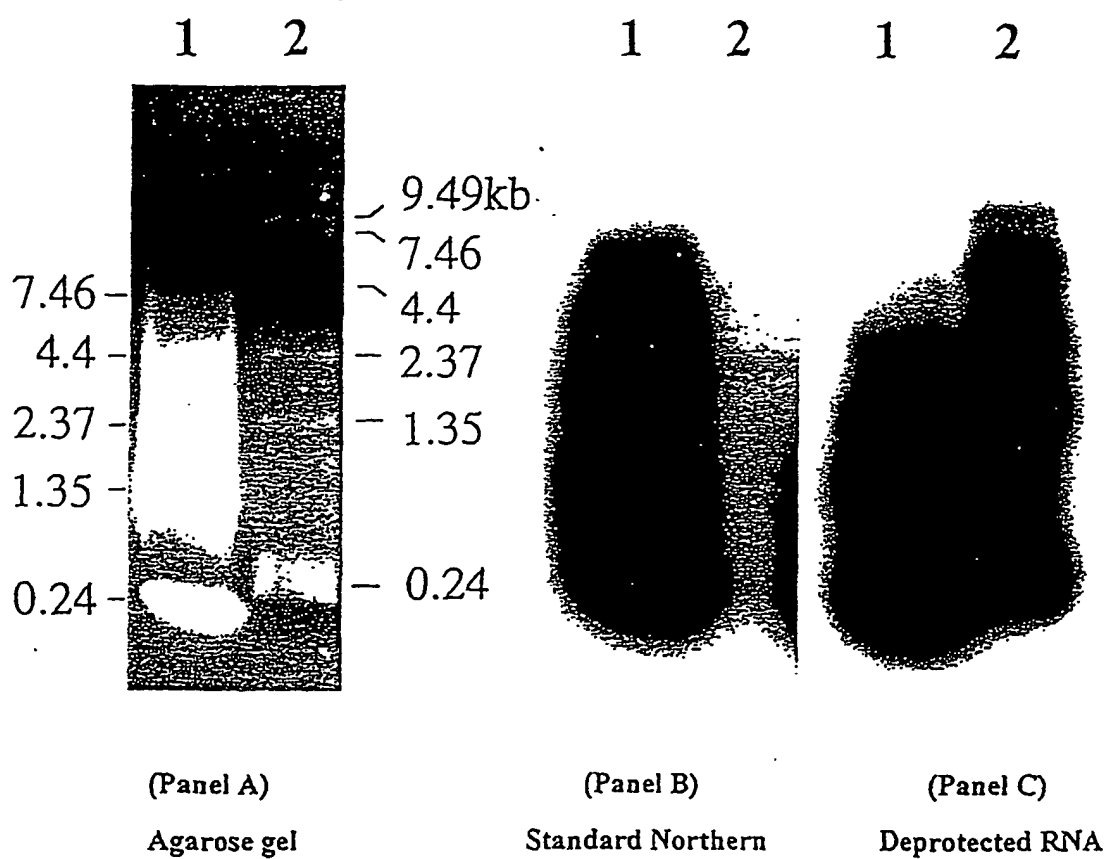 1 2
1 2
1 2
9.49kb
7.46
4.4
2.37
1.35
0.24
7.46
4.4
2.37
1.35
0.24
(Panel A)
Agarose gel
(Panel B)
Standard Northern
(Panel C)
Deprotected RNA